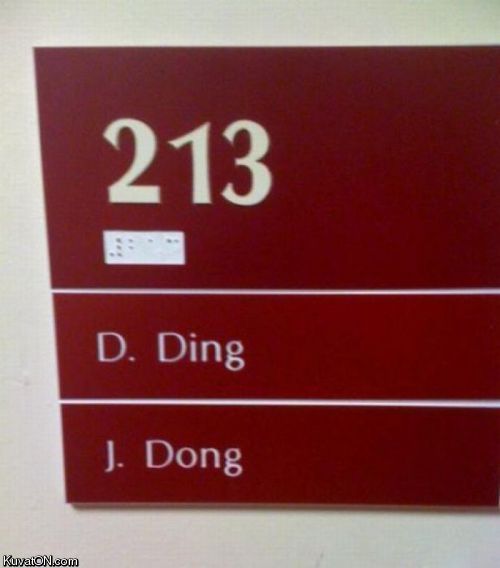 213
⠼⠃⠁⠉
D. Ding
J. Dong
KuvatON.com